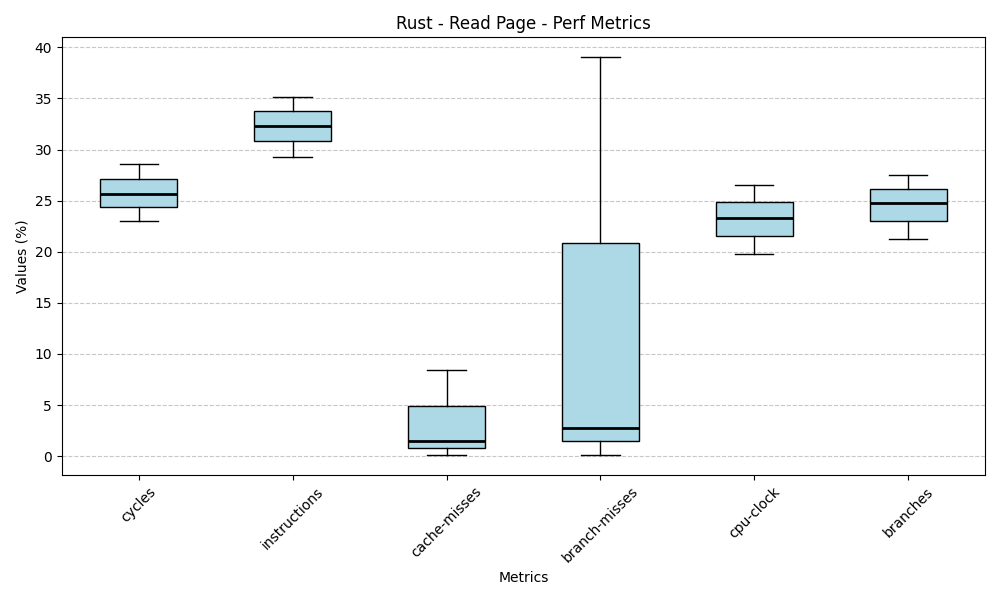 Rust - Read Page - Perf Metrics
Values (%)
40
35
30
25
20
15
10
5
0
cycles
instructions
cache-misses
branch-misses
cpu-clock
branches
Metrics